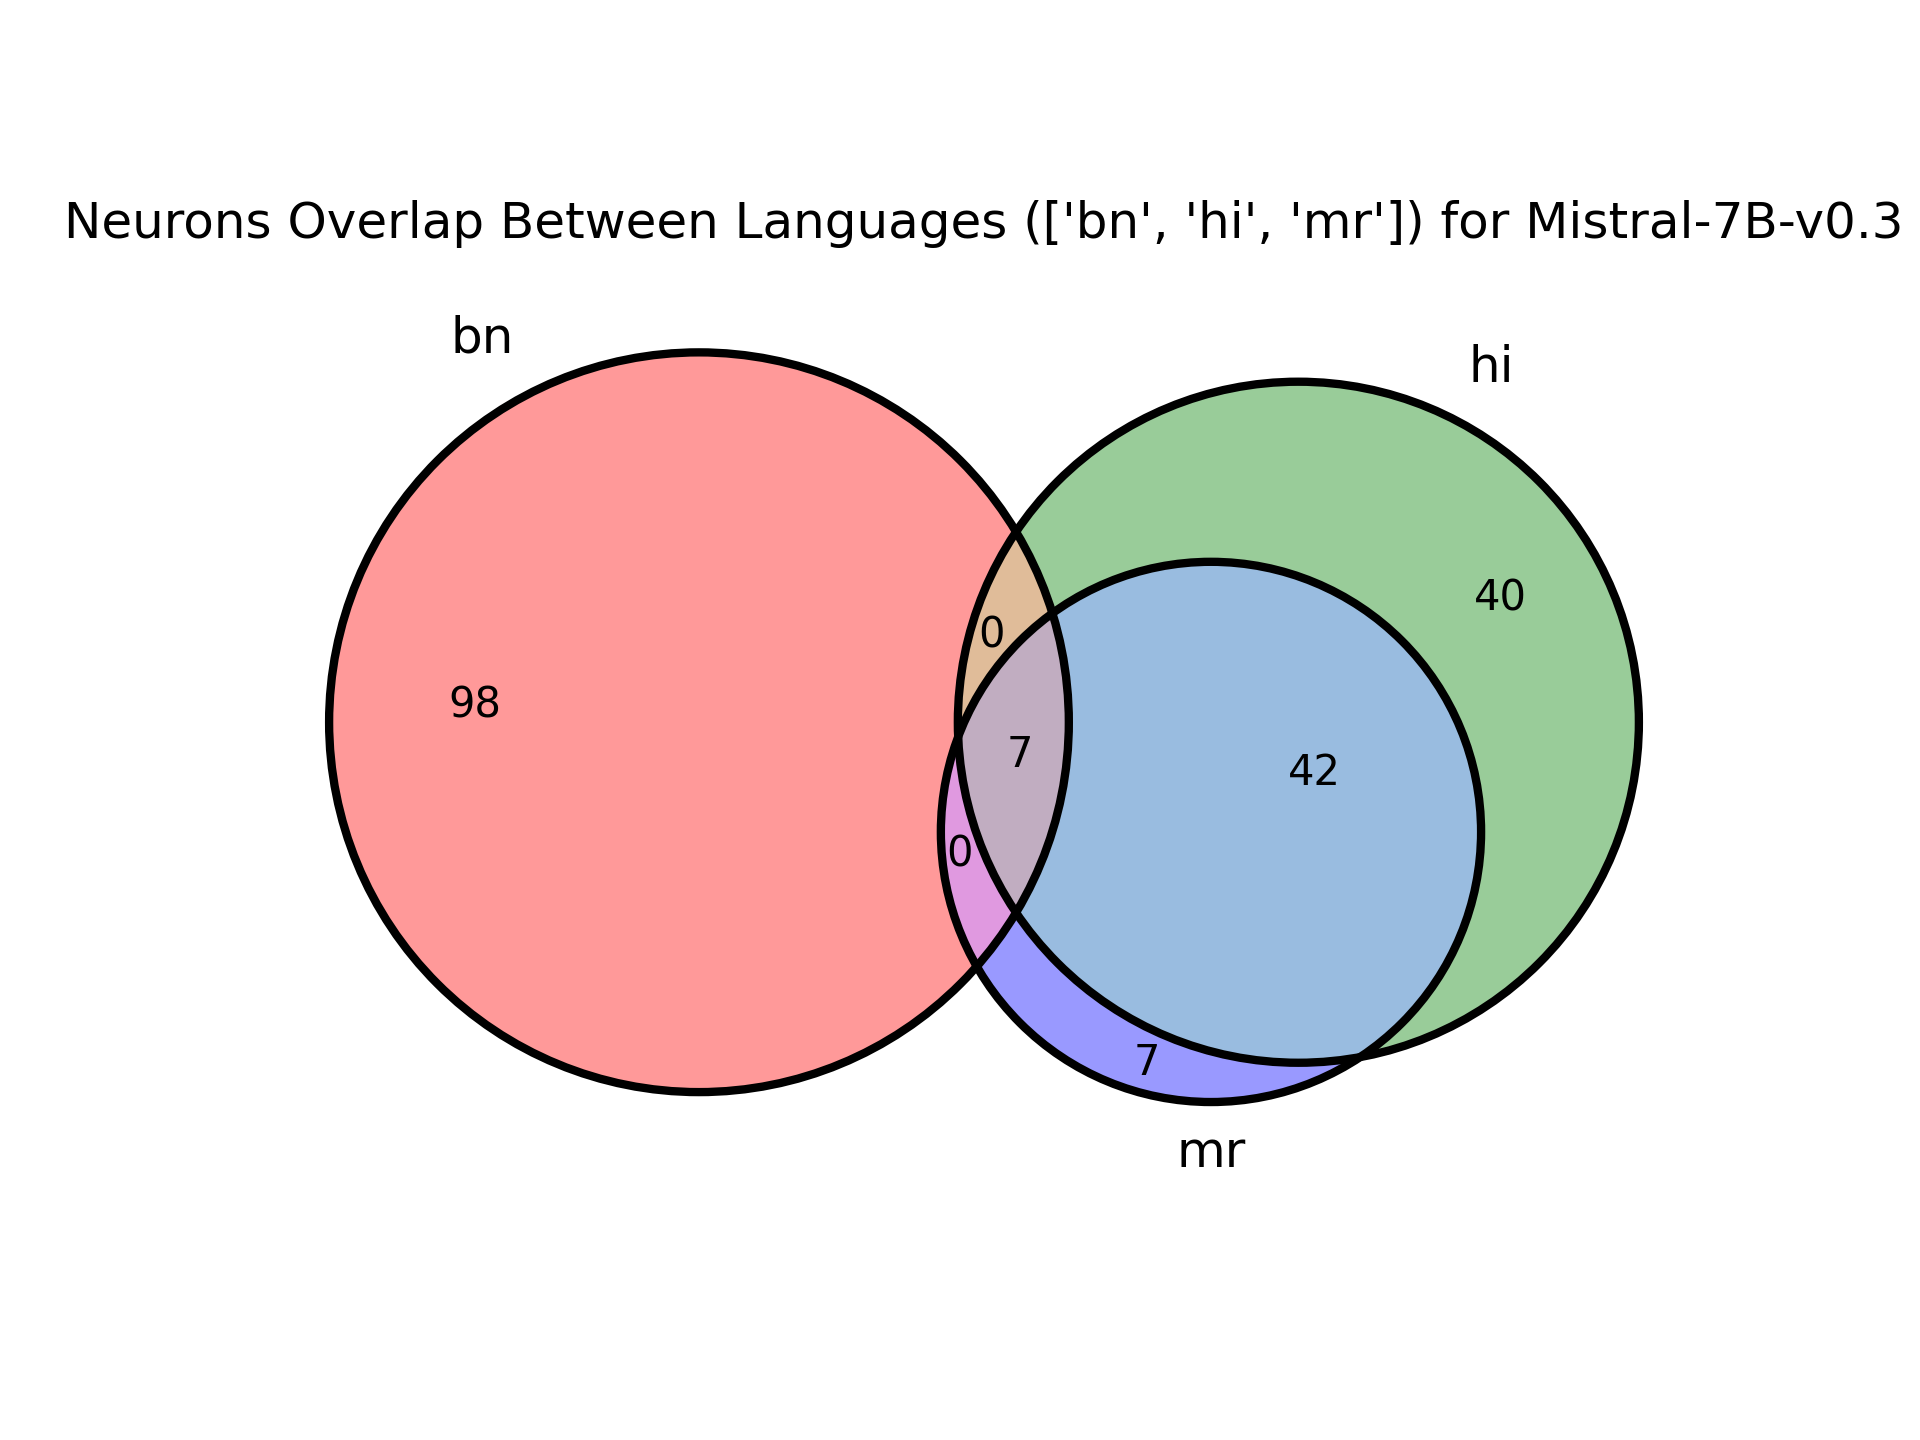 Neurons Overlap Between Languages (['bn', 'hi', 'mr']) for Mistral-7B-v0.3
bn
hi
40
0
98
7
42
0
7
mr